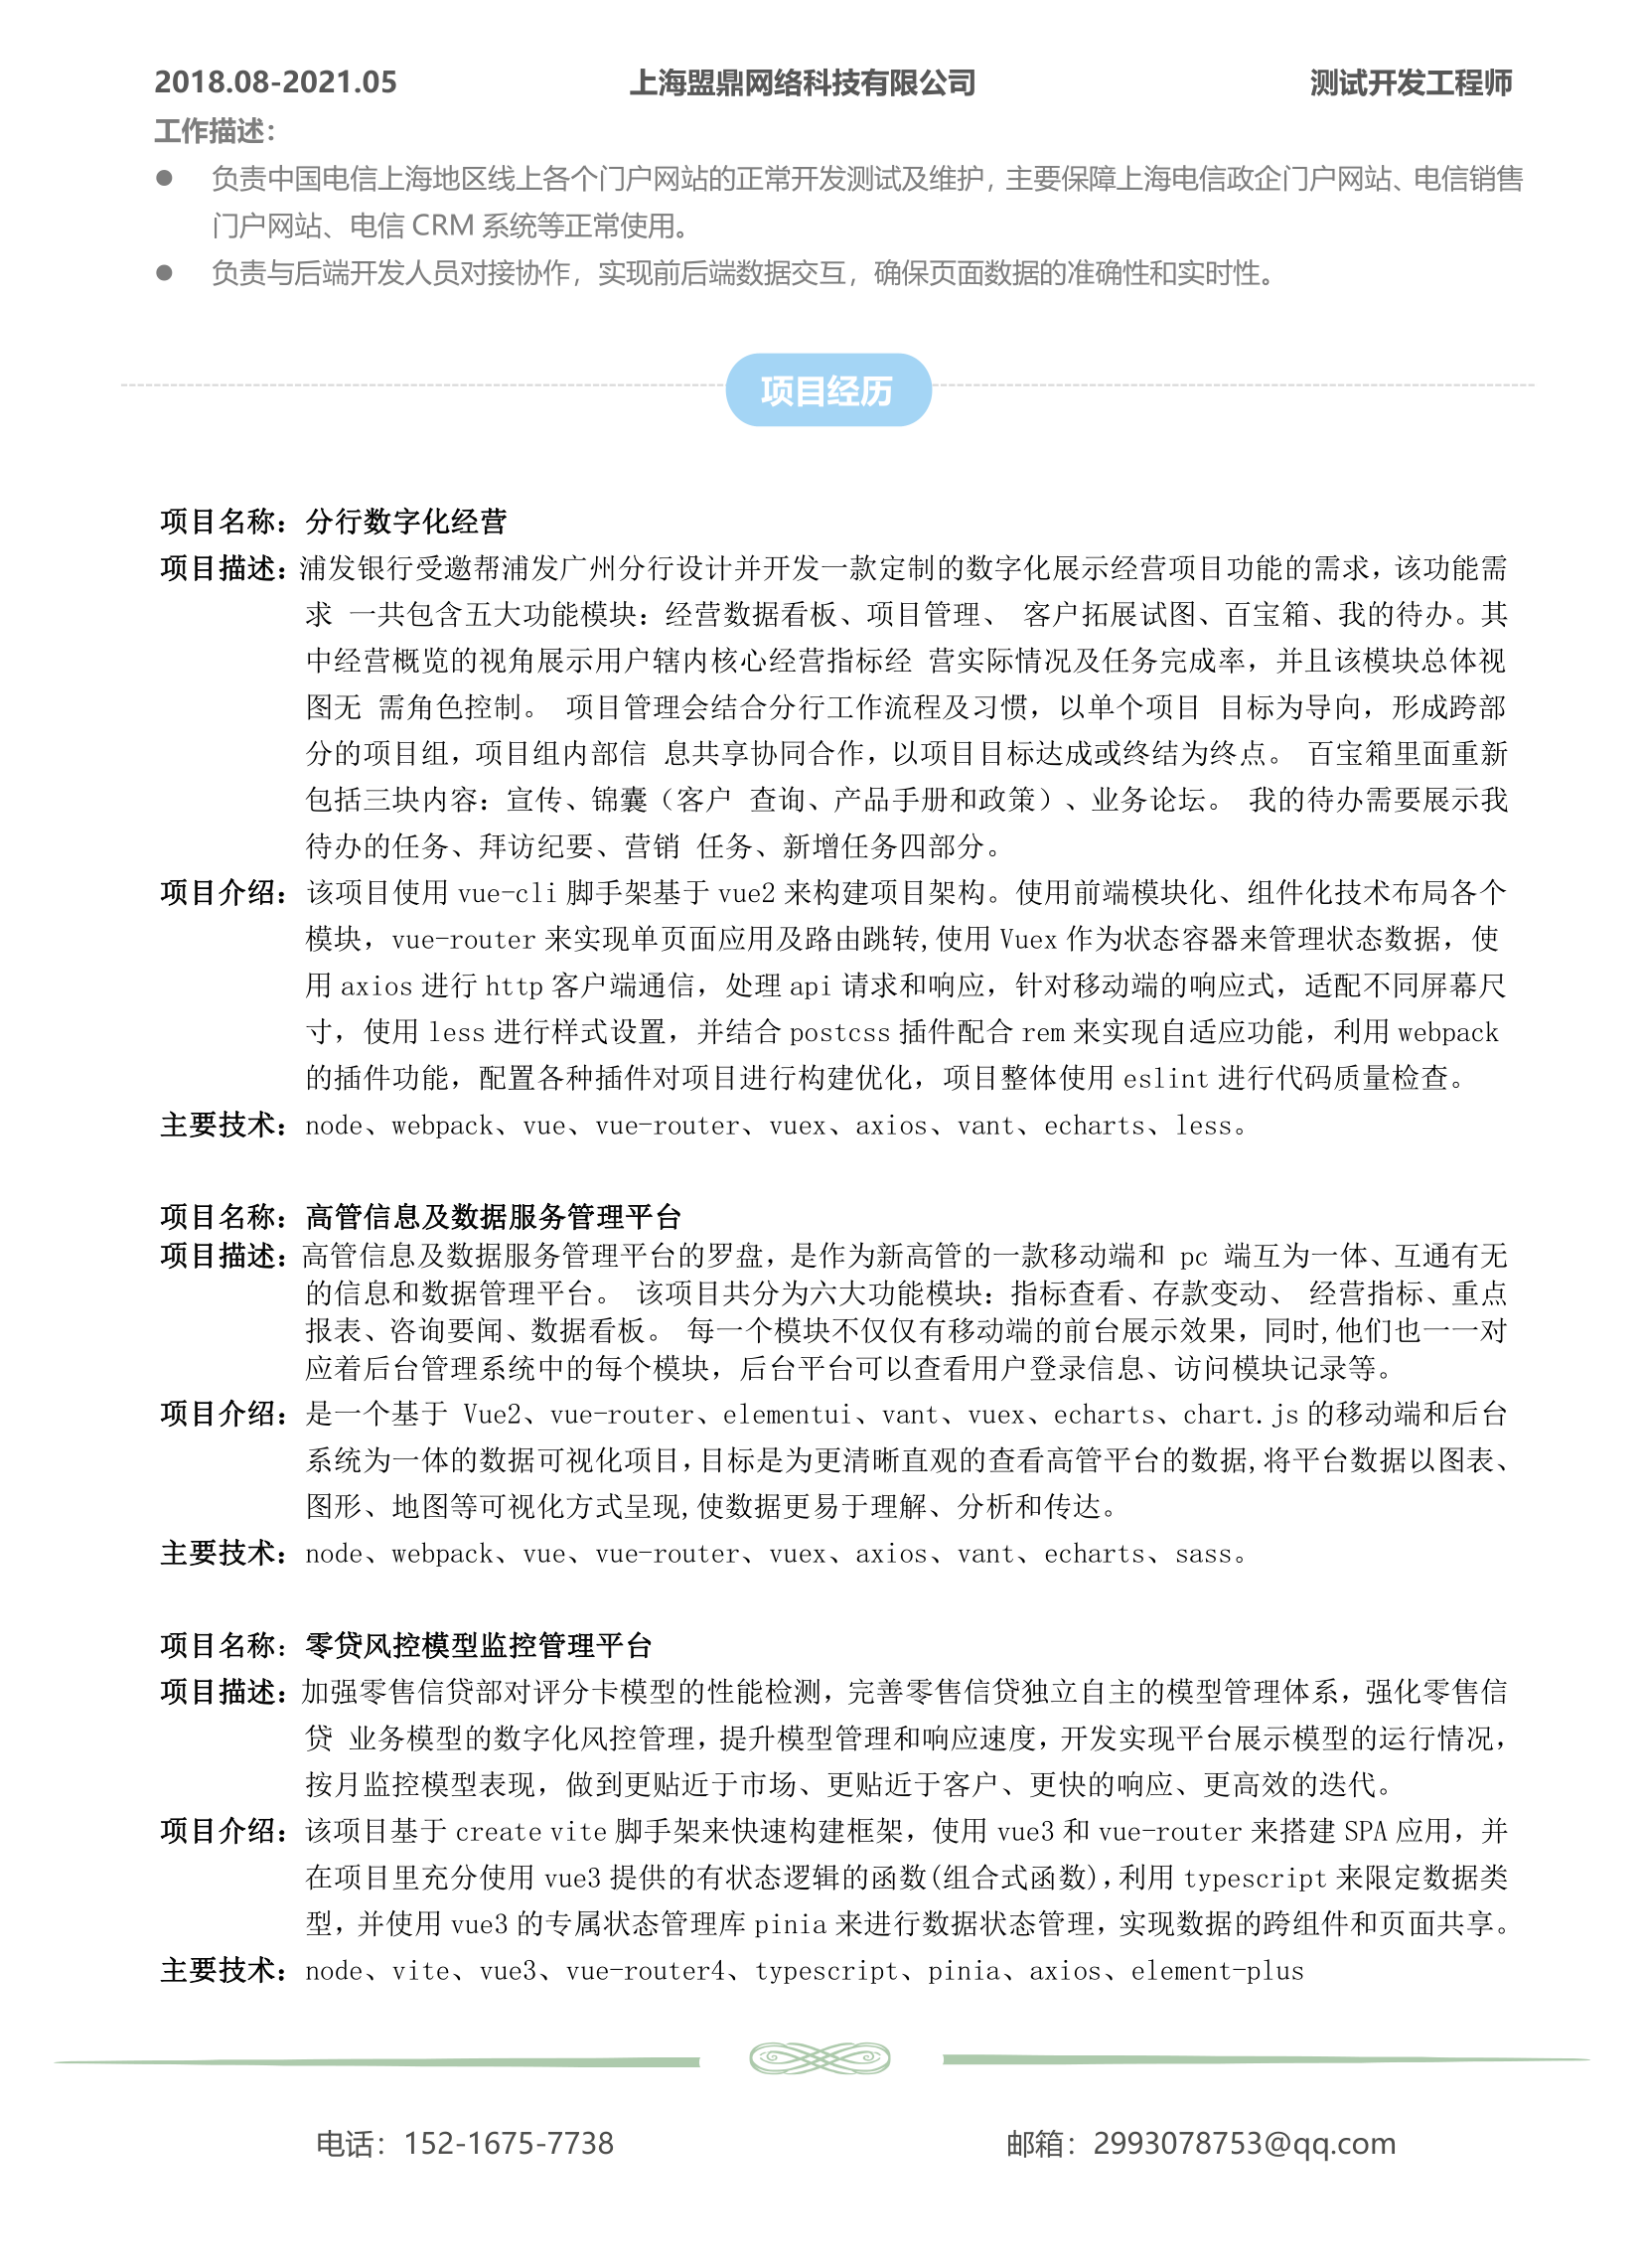 2018.08-2021.05 上海盟鼎网络科技有限公司 测试开发工程师
工作描述：
● 负责中国电信上海地区线上各个门户网站的正常开发测试及维护，主要保障上海电信政企门户网站、电信销售
门户网站、电信 CRM 系统等正常使用。
● 负责与后端开发人员对接协作，实现前后端数据交互，确保页面数据的准确性和实时性。
项目经历
项目名称：分行数字化经营
项目描述：浦发银行受邀帮浦发广州分行设计并开发一款定制的数字化展示经营项目功能的需求，该功能需
求 一共包含五大功能模块：经营数据看板、项目管理、 客户拓展试图、百宝箱、我的待办。其
中经营概览的视角展示用户辖内核心经营指标经 营实际情况及任务完成率，并且该模块总体视
图无 需角色控制。 项目管理会结合分行工作流程及习惯，以单个项目 目标为导向，形成跨部
分的项目组，项目组内部信 息共享协同合作，以项目目标达成或终结为终点。 百宝箱里面重新
包括三块内容：宣传、锦囊（客户 查询、产品手册和政策）、业务论坛。 我的待办需要展示我
待办的任务、拜访纪要、营销 任务、新增任务四部分。
项目介绍：该项目使用 vue-cli 脚手架基于 vue2 来构建项目架构。使用前端模块化、组件化技术布局各个
模块，vue-router 来实现单页面应用及路由跳转,使用 Vuex 作为状态容器来管理状态数据，使
用 axios 进行 http 客户端通信，处理 api 请求和响应，针对移动端的响应式，适配不同屏幕尺
寸，使用 less 进行样式设置，并结合 postcss 插件配合 rem 来实现自适应功能，利用 webpack
的插件功能，配置各种插件对项目进行构建优化，项目整体使用 eslint 进行代码质量检查。
主要技术：node、webpack、vue、vue-router、vuex、axios、vant、echarts、less。
项目名称：高管信息及数据服务管理平台
项目描述：高管信息及数据服务管理平台的罗盘，是作为新高管的一款移动端和 pc 端互为一体、互通有无
的信息和数据管理平台。 该项目共分为六大功能模块：指标查看、存款变动、 经营指标、重点
报表、咨询要闻、数据看板。 每一个模块不仅仅有移动端的前台展示效果，同时,他们也一一对
应着后台管理系统中的每个模块，后台平台可以查看用户登录信息、访问模块记录等。
项目介绍：是一个基于 Vue2、vue-router、elementui、vant、vuex、echarts、chart.js 的移动端和后台
系统为一体的数据可视化项目，目标是为更清晰直观的查看高管平台的数据,将平台数据以图表、
图形、地图等可视化方式呈现,使数据更易于理解、分析和传达。
主要技术：node、webpack、vue、vue-router、vuex、axios、vant、echarts、sass。
项目名称：零贷风控模型监控管理平台
项目描述：加强零售信贷部对评分卡模型的性能检测，完善零售信贷独立自主的模型管理体系，强化零售信
贷 业务模型的数字化风控管理，提升模型管理和响应速度，开发实现平台展示模型的运行情况，
按月监控模型表现，做到更贴近于市场、更贴近于客户、更快的响应、更高效的迭代。
项目介绍：该项目基于 create vite 脚手架来快速构建框架，使用 vue3 和 vue-router 来搭建 SPA 应用，并
在项目里充分使用 vue3 提供的有状态逻辑的函数(组合式函数)，利用 typescript 来限定数据类
型，并使用 vue3 的专属状态管理库 pinia 来进行数据状态管理，实现数据的跨组件和页面共享。
主要技术：node、vite、vue3、vue-router4、typescript、pinia、axios、element-plus
电话：152-1675-7738 邮箱：2993078753@qq.com